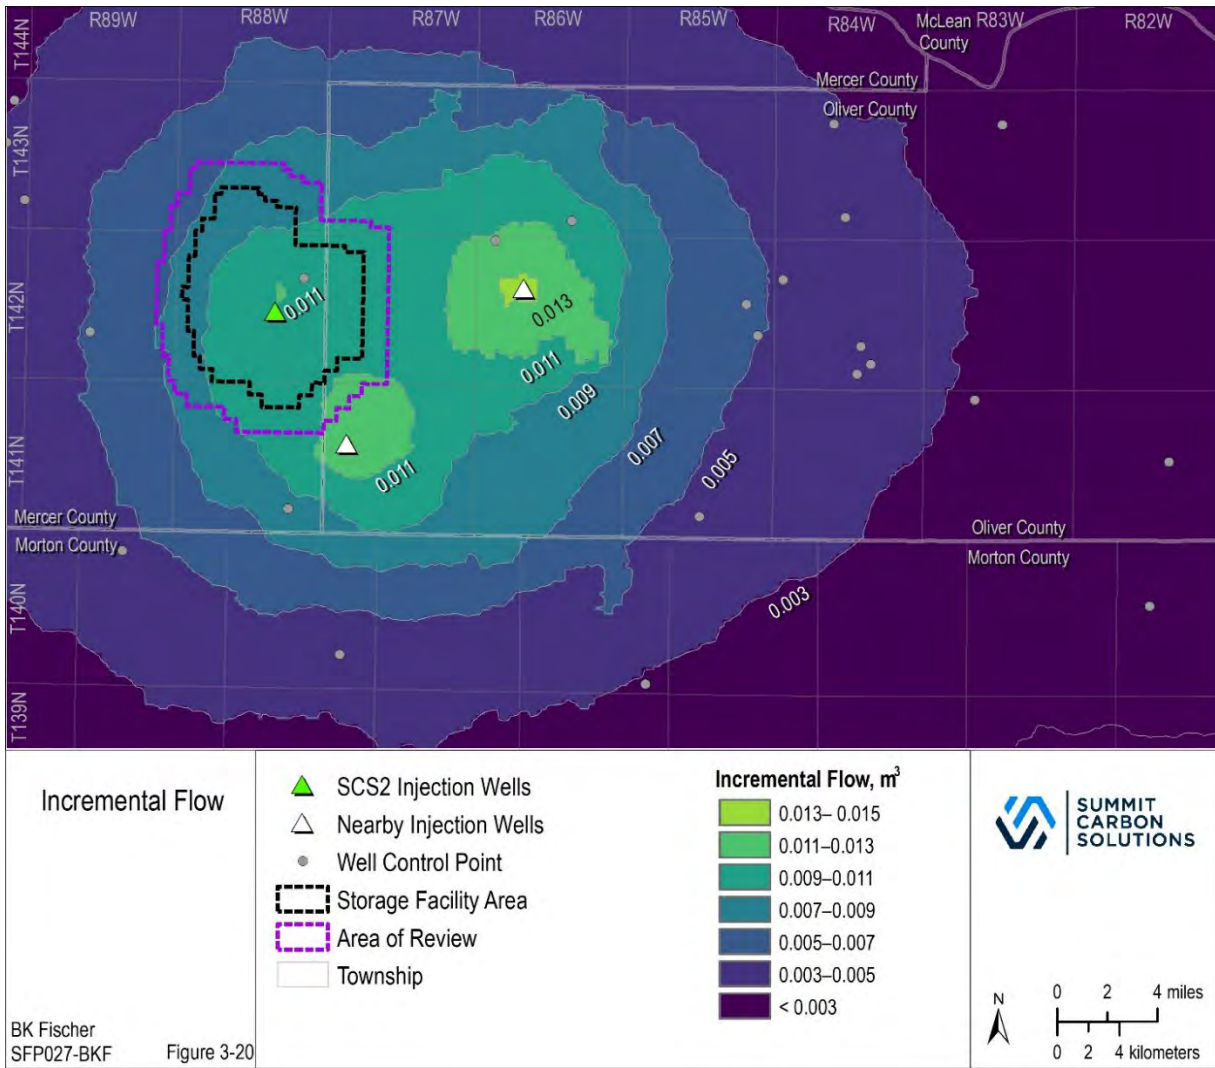 R89W
R88W
R87W
R86W
R85W
R84W
McLean
County
R83W
R82W
T144N
Mercer County
Oliver County
T143N
T142N
0.011
0.013
0.011
0.009
0.007
0.005
T141N
0.011
Mercer County
Morton County
Oliver County
Morton County
T140N
0.003
T139N
Incremental Flow
BK Fischer
SFP027-BKF
Figure 3-20
SCS2 Injection Wells
Nearby Injection Wells
Well Control Point
Storage Facility Area
Area of Review
Township
Incremental Flow, m³
0.013– 0.015
0.011–0.013
0.009–0.011
0.007–0.009
0.005–0.007
0.003–0.005
< 0.003
SUMMIT
CARBON
SOLUTIONS
N
0 2 4 miles
0 2 4 kilometers